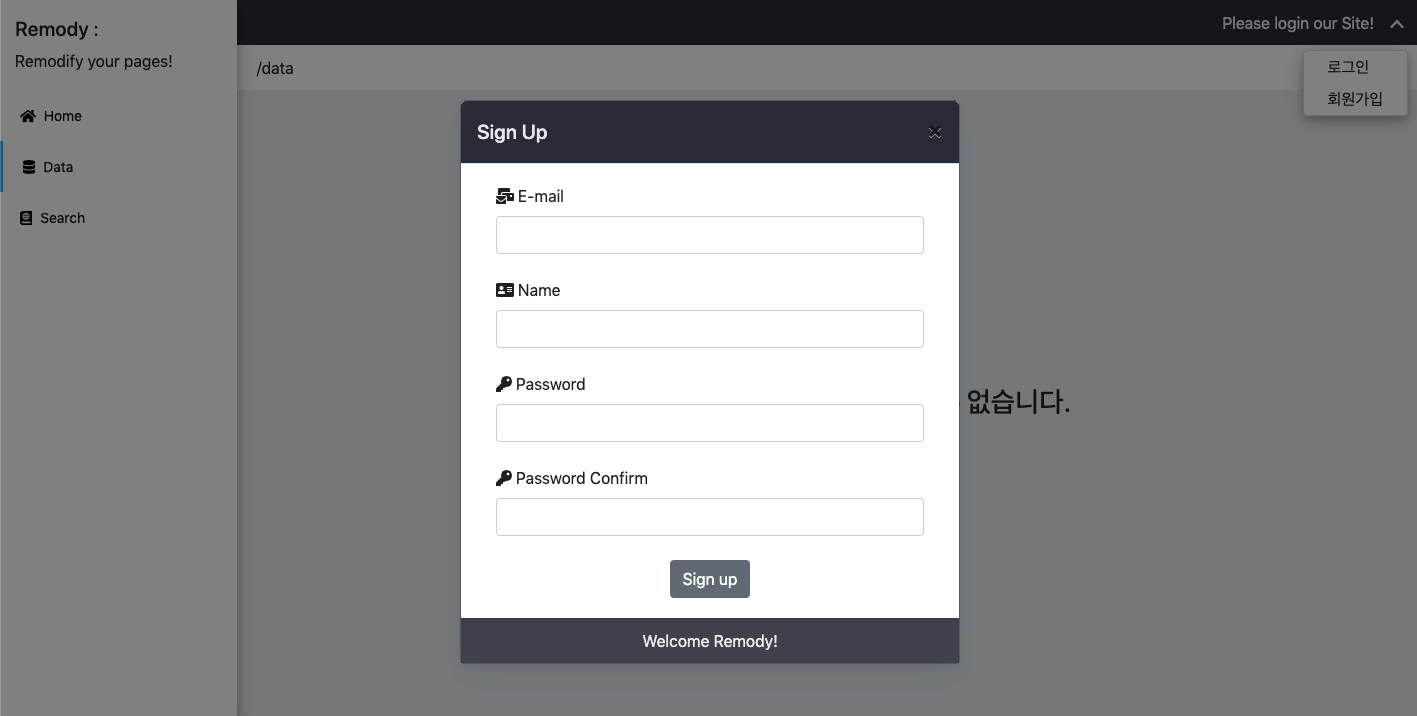 Remody :
Remodify your pages!
Home
Data
Search
Please login our Site!
/data
로그인
회원가입
Sign Up
E-mail
Name
Password
없습니다.
Password Confirm
Sign up
Welcome Remody!